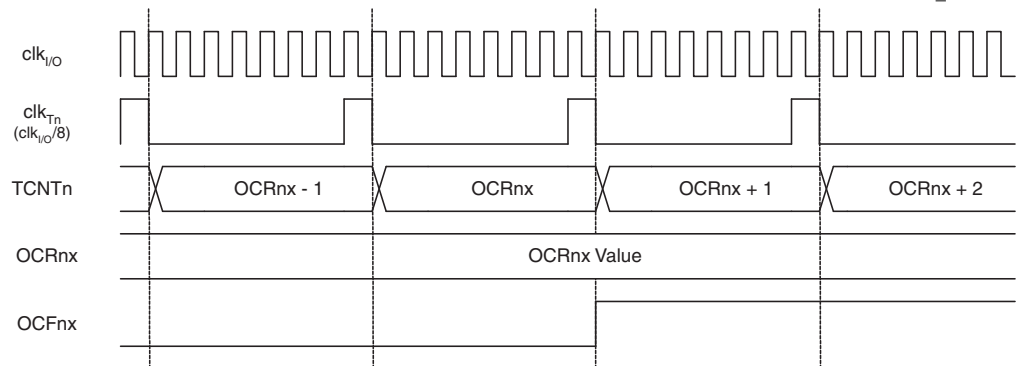 clkI/O
clkTn
(clkI/O/8)
TCNTn OCRnx - 1 OCRnx OCRnx + 1 OCRnx + 2
OCRnx OCRnx Value
OCFnx